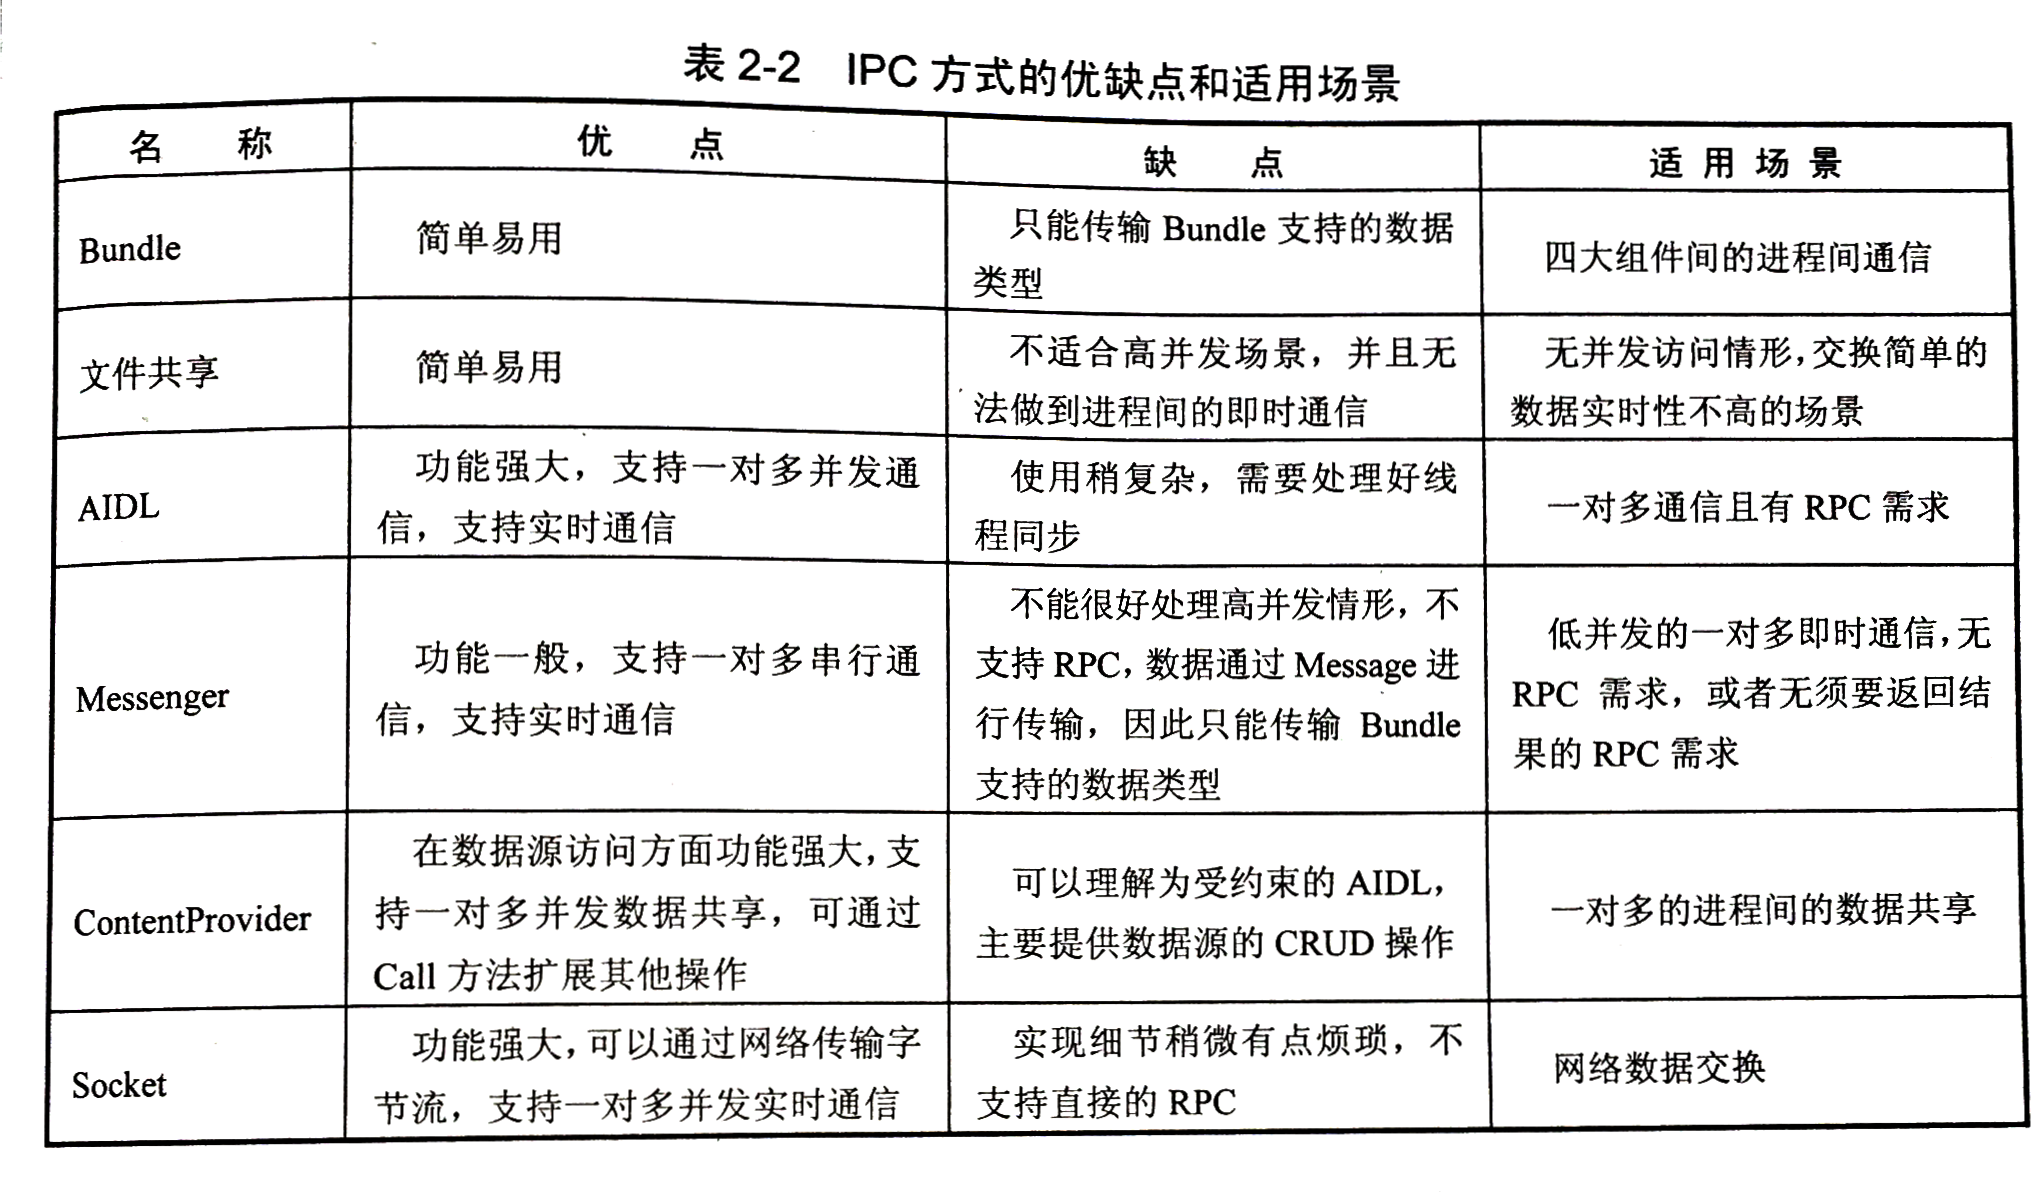 表 2-2 IPC 方式的优缺点和适用场景
名 称
优 点
缺 点
适 用 场 景
Bundle
简单易用
只能传输 Bundle 支持的数据
类型
四大组件间的进程间通信
文件共享
简单易用
不适合高并发场景，并且无
法做到进程间的即时通信
无并发访问情形，交换简单的
数据实时性不高的场景
AIDL
功能强大，支持一对多并发通
信，支持实时通信
使用稍复杂，需要处理好线
程同步
一对多通信且有 RPC 需求
Messenger
功能一般，支持一对多串行通
信，支持实时通信
不能很好处理高并发情形，不
支持 RPC，数据通过 Message 进
行传输，因此只能传输 Bundle
支持的数据类型
低并发的一对多即时通信，无
RPC 需求，或者无须要返回结
果的 RPC 需求
ContentProvider
在数据源访问方面功能强大，支
持一对多并发数据共享，可通过
Call 方法扩展其他操作
可以理解为受约束的 AIDL，
主要提供数据源的 CRUD 操作
一对多的进程间的数据共享
Socket
功能强大，可以通过网络传输字
节流，支持一对多并发实时通信
实现细节稍微有点烦琐，不
支持直接的 RPC
网络数据交换